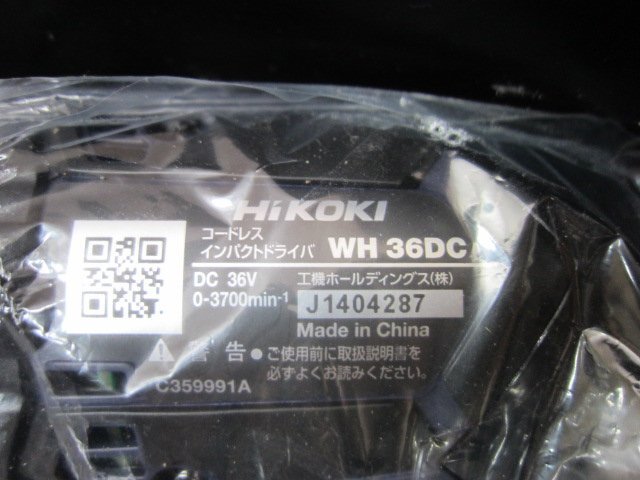 HiKOKI
コードレス
インパクトドライバ WH 36DC
DC 36V 工機ホールディングス(株)
0-3700min-1 J1404287
Made in China
警告 ●ご使用前に取扱説明書を
必ずよくお読みください。
C359991A